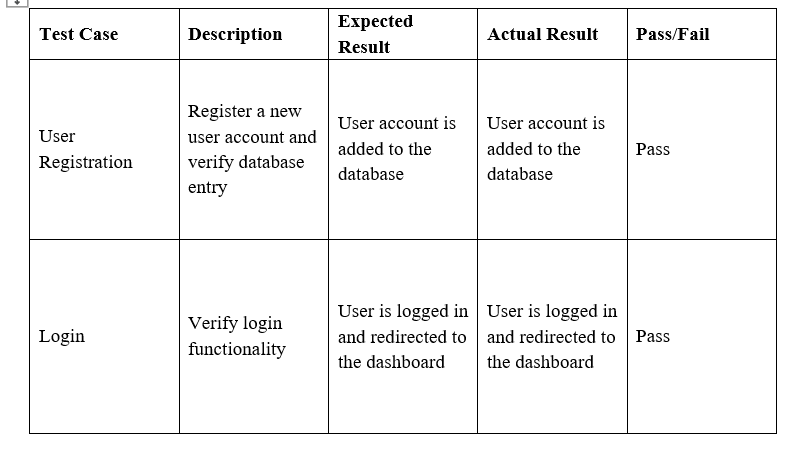 Test Case
Description
Expected
Result
Actual Result
Pass/Fail
User
Registration
Register a new
user account and
verify database
entry
User account is
added to the
database
User account is
added to the
database
Pass
Login
Verify login
functionality
User is logged in
and redirected to
the dashboard
User is logged in
and redirected to
the dashboard
Pass